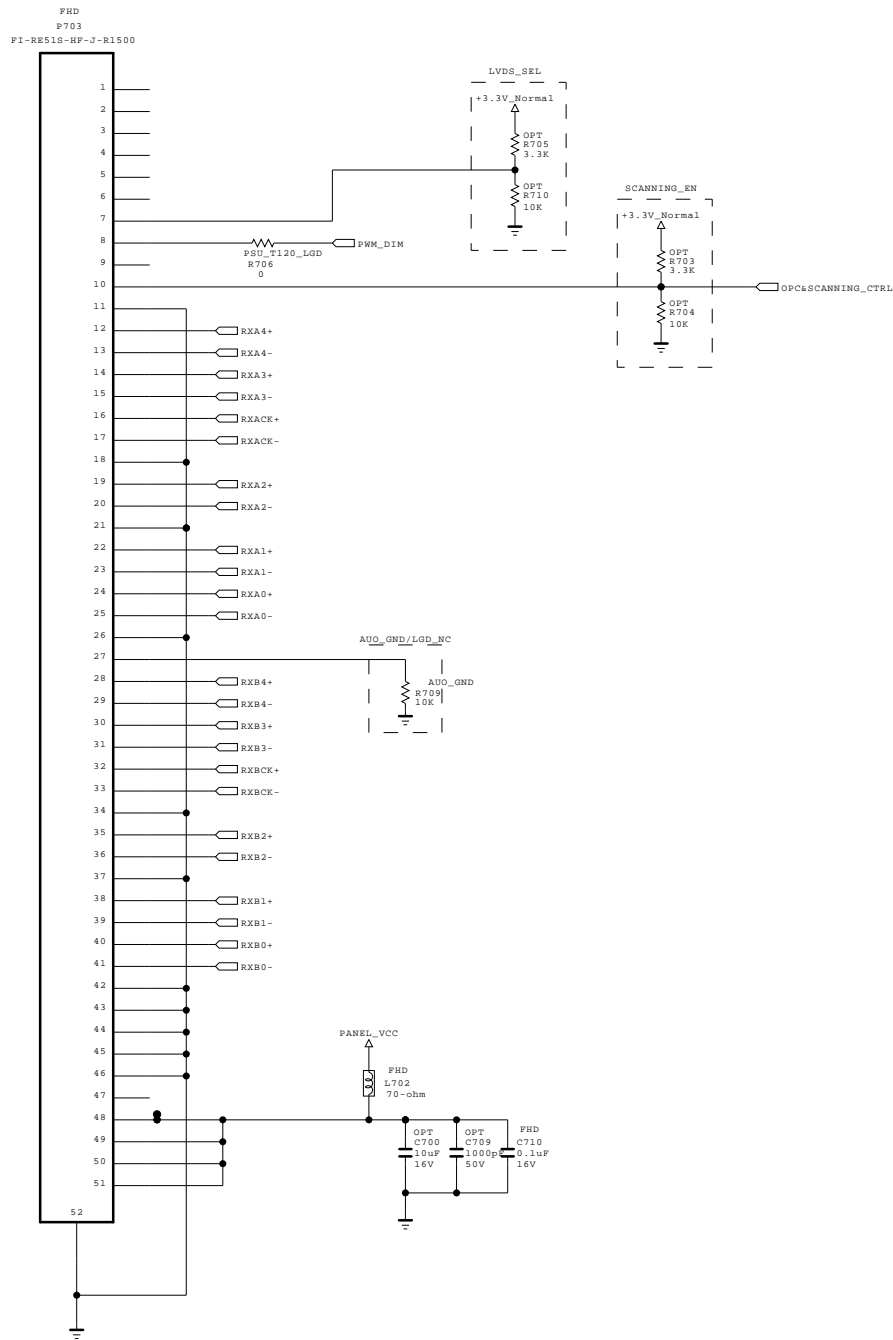 FHD
P703
FI-RE51S-HF-J-R1500
1
2
3
4
5
6
7
8
9
10
11
12
13
14
15
16
17
18
19
20
21
22
23
24
25
26
27
28
29
30
31
32
33
34
35
36
37
38
39
40
41
42
43
44
45
46
47
48
49
50
51
52
LVDS_SEL
+3.3V_Normal
OPT
R705
3.3K
OPT
R710
10K
SCANNING_EN
+3.3V_Normal
OPT
R703
3.3K
OPT
R704
10K
OPC&SCANNING_CTRL
PWM_DIM
PSU_T120_LGD
R706
0
RXA4+
RXA4-
RXA3+
RXA3-
RXACK+
RXACK-
RXA2+
RXA2-
RXA1+
RXA1-
RXA0+
RXA0-
AUO_GND/LGD_NC
AUO_GND
R709
10K
RXB4+
RXB4-
RXB3+
RXB3-
RXBCK+
RXBCK-
RXB2+
RXB2-
RXB1+
RXB1-
RXB0+
RXB0-
PANEL_VCC
FHD
L702
70-ohm
OPT
C700
10uF
16V
OPT
C709
1000pF
50V
FHD
C710
0.1uF
16V